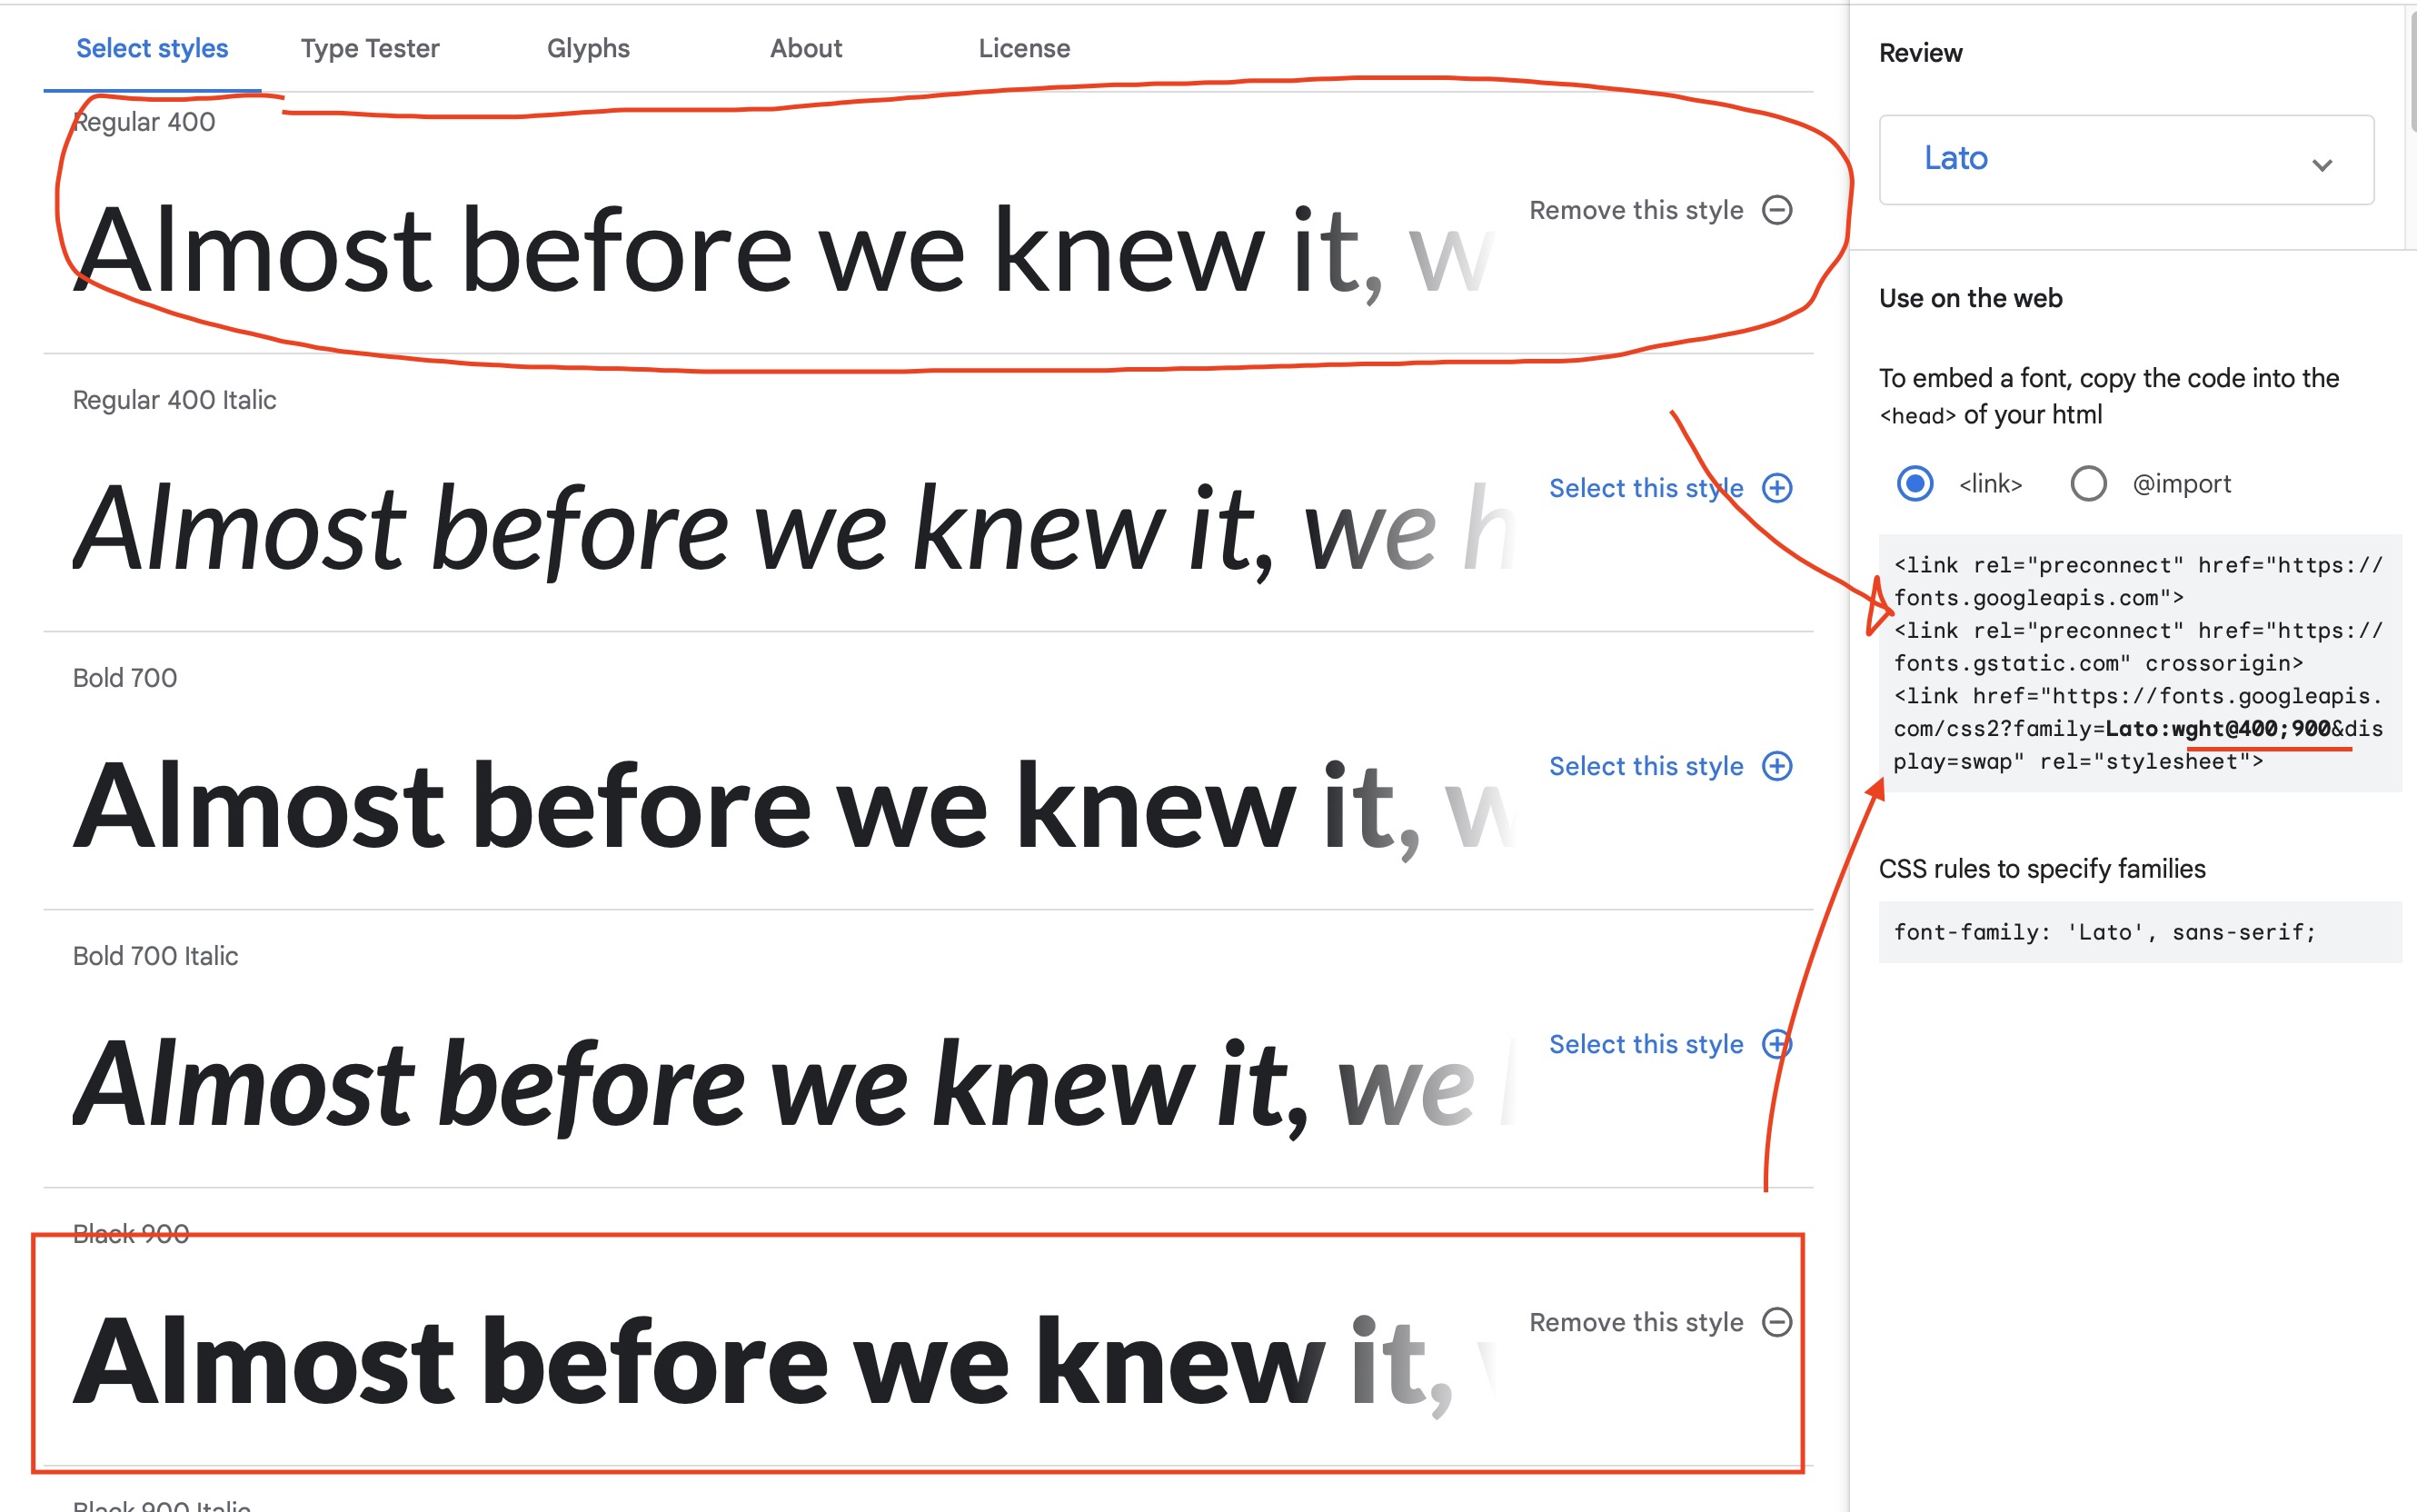 Select styles Type Tester Glyphs About License
Regular 400
Almost before we knew it, w
Remove this style
Regular 400 Italic
Almost before we knew it, we h
Select this style
Bold 700
Almost before we knew it, w
Select this style
Bold 700 Italic
Almost before we knew it, we
Select this style
Black 900
Almost before we knew it,
Remove this style
Black 900 Italic
Review
Lato
Use on the web
To embed a font, copy the code into the
<head> of your html
<link> @import
<link rel="preconnect" href="https://
fonts.googleapis.com">
<link rel="preconnect" href="https://
fonts.gstatic.com" crossorigin>
<link href="https://fonts.googleapis.
com/css2?family=Lato:wght@400;900&dis
play=swap" rel="stylesheet">
CSS rules to specify families
font-family: 'Lato', sans-serif;